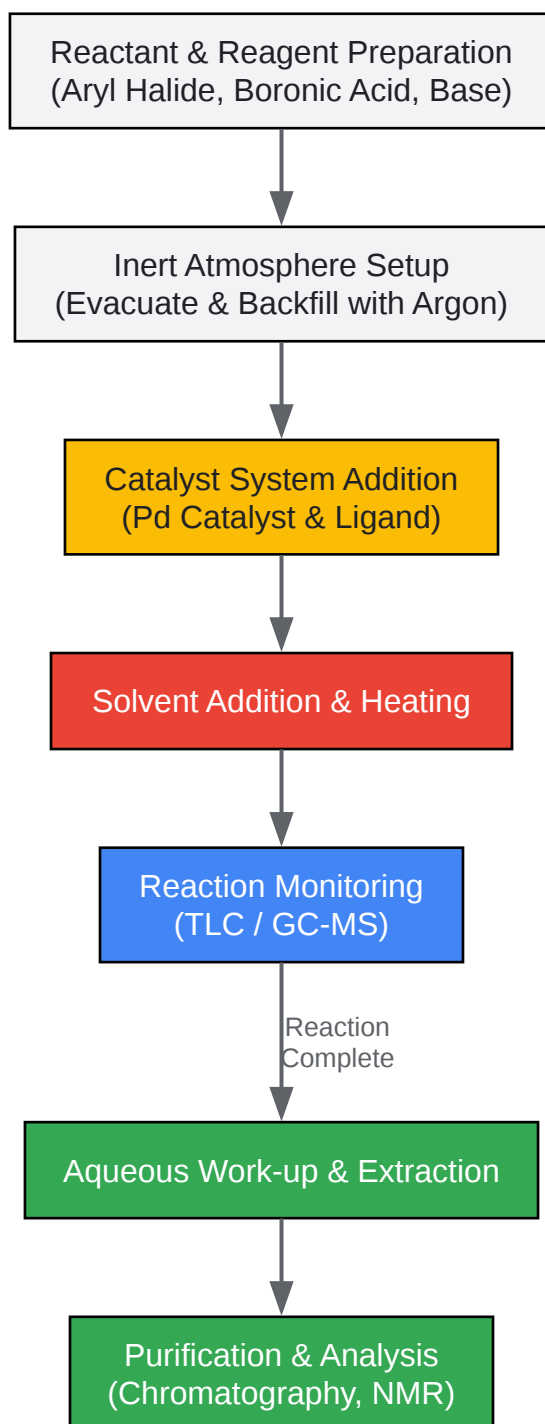 Reactant & Reagent Preparation
(Aryl Halide, Boronic Acid, Base)
Inert Atmosphere Setup
(Evacuate & Backfill with Argon)
Catalyst System Addition
(Pd Catalyst & Ligand)
Solvent Addition & Heating
Reaction Monitoring
(TLC / GC-MS)
Reaction
Complete
Aqueous Work-up & Extraction
Purification & Analysis
(Chromatography, NMR)